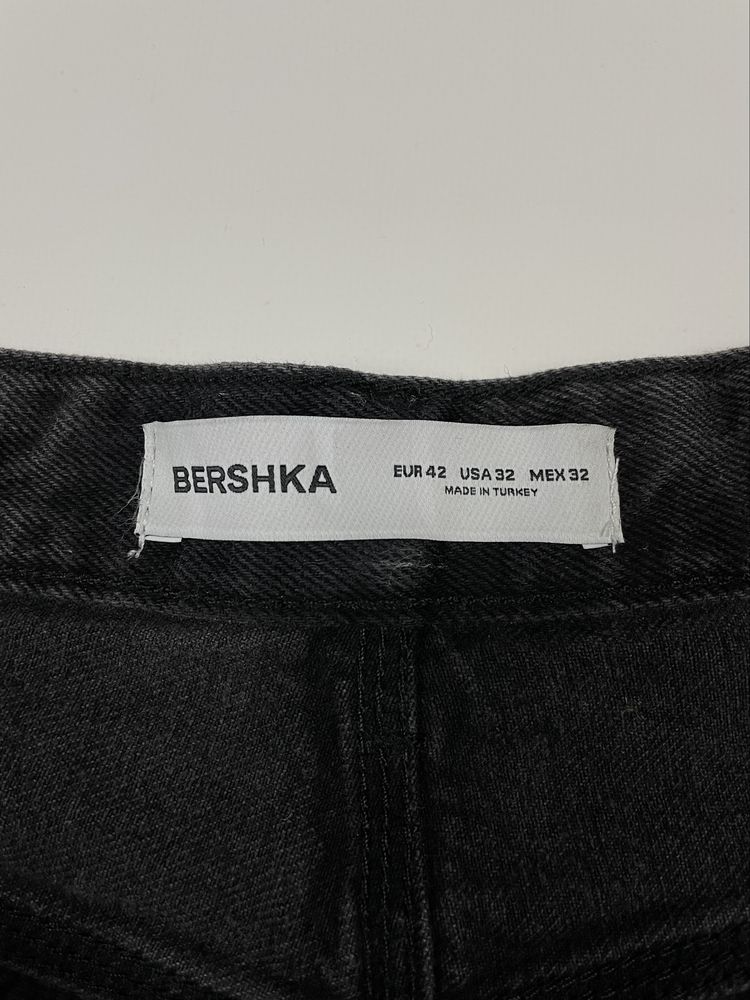 BERSHKA
EUR 42 USA 32 MEX 32
MADE IN TURKEY